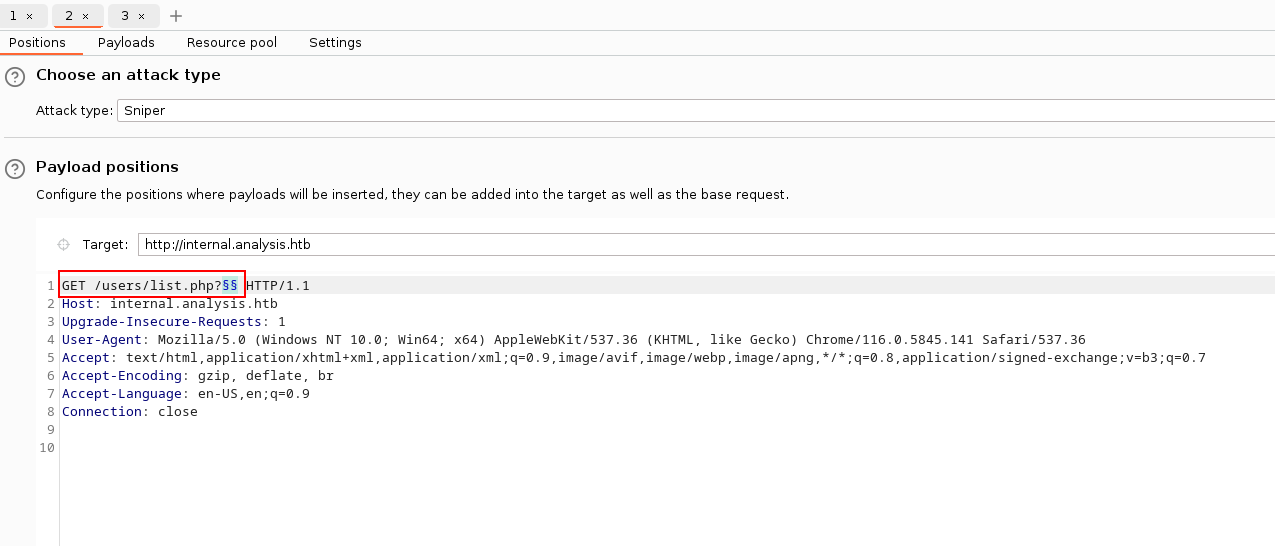 1 × 2 × 3 × +
Positions Payloads Resource pool Settings
? Choose an attack type
Attack type: Sniper
? Payload positions
Configure the positions where payloads will be inserted, they can be added into the target as well as the base request.
Target: http://internal.analysis.htb
1 GET /users/list.php?§§ HTTP/1.1
2 Host: internal.analysis.htb
3 Upgrade-Insecure-Requests: 1
4 User-Agent: Mozilla/5.0 (Windows NT 10.0; Win64; x64) AppleWebKit/537.36 (KHTML, like Gecko) Chrome/116.0.5845.141 Safari/537.36
5 Accept: text/html,application/xhtml+xml,application/xml;q=0.9,image/avif,image/webp,image/apng,*/*;q=0.8,application/signed-exchange;v=b3;q=0.7
6 Accept-Encoding: gzip, deflate, br
7 Accept-Language: en-US,en;q=0.9
8 Connection: close
9
10